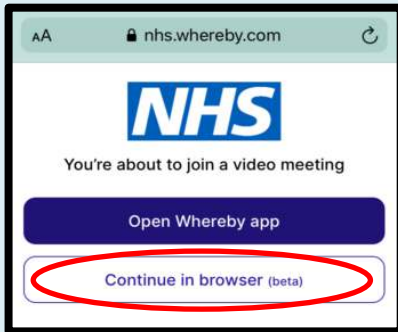 AA nhs.whereby.com
NHS
You're about to join a video meeting
Open Whereby app
Continue in browser (beta)